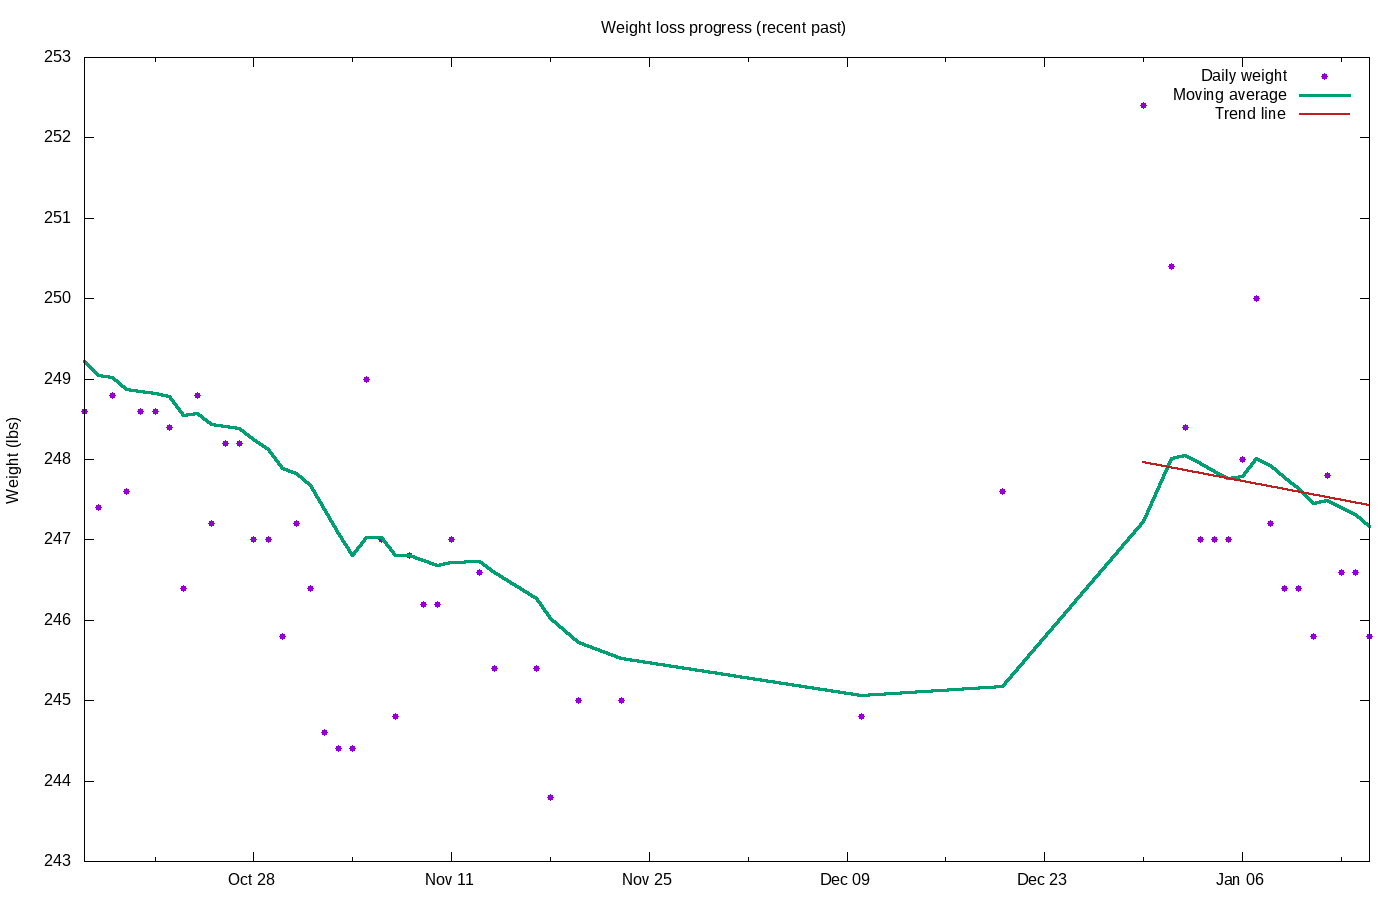 Weight loss progress (recent past)
253
252
251
250
249
248
247
246
245
244
243
Weight (lbs)
Daily weight
Moving average
Trend line
Oct 28
Nov 11
Nov 25
Dec 09
Dec 23
Jan 06